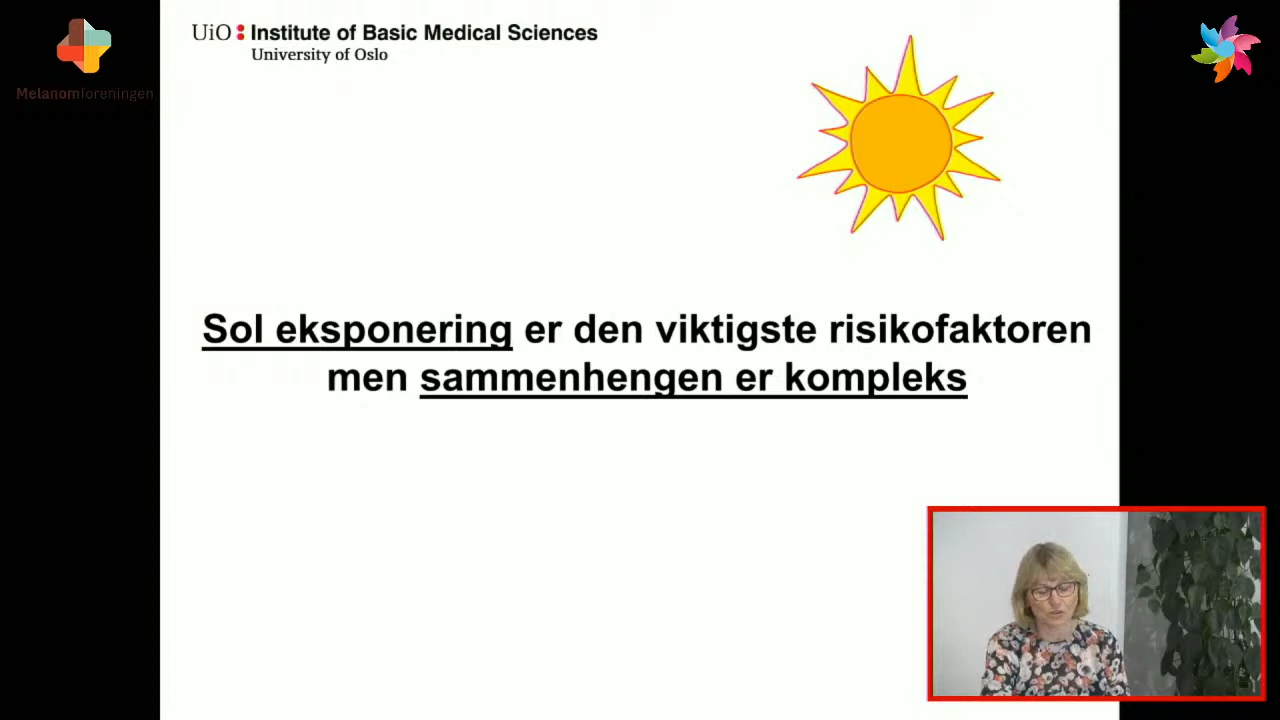 UiO: Institute of Basic Medical Sciences
University of Oslo
Melanomforeningen
Sol eksponering er den viktigste risikofaktoren
men sammenhengen er kompleks